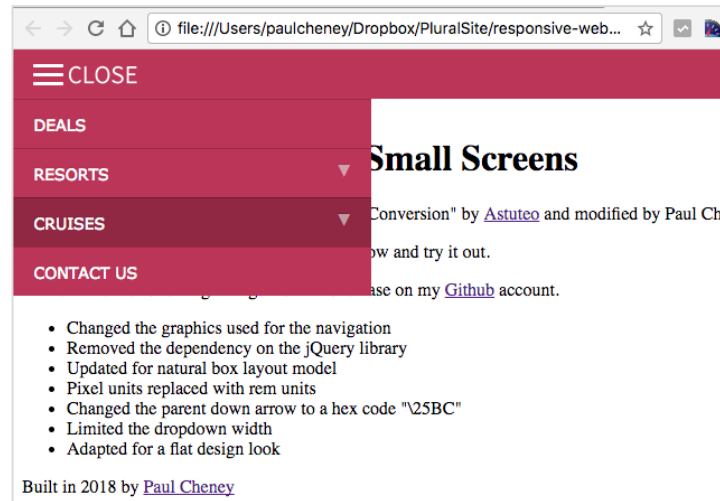 file:///Users/paulcheney/Dropbox/PluralSite/responsive-web...
CLOSE
DEALS
RESORTS
CRUISES
CONTACT US
Small Screens
Conversion" by Astuteo and modified by Paul Ch
and try it out.
on my Github account.
• Changed the graphics used for the navigation
• Removed the dependency on the jQuery library
• Updated for natural box layout model
• Pixel units replaced with rem units
• Changed the parent down arrow to a hex code "\25BC"
• Limited the dropdown width
• Adapted for a flat design look
Built in 2018 by Paul Cheney